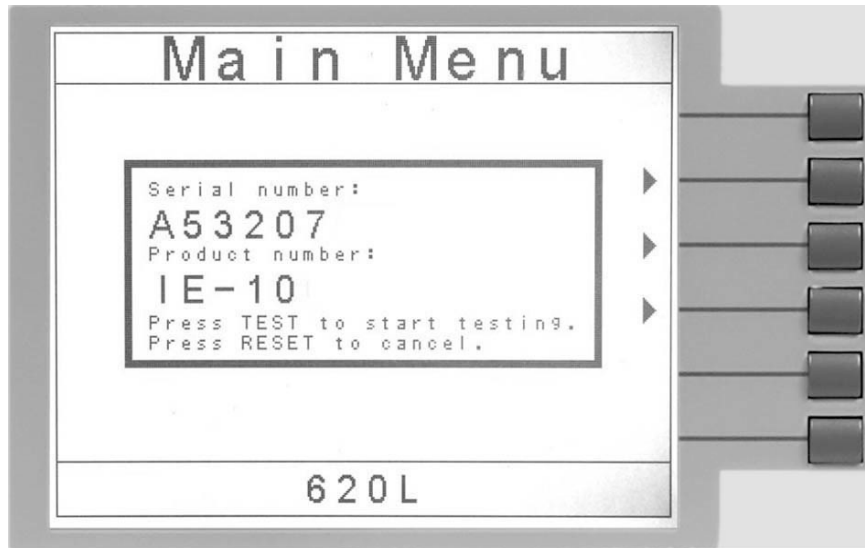 Main Menu
Serial number:
A53207
Product number:
IE-10
Press TEST to start testing.
Press RESET to cancel.
620L